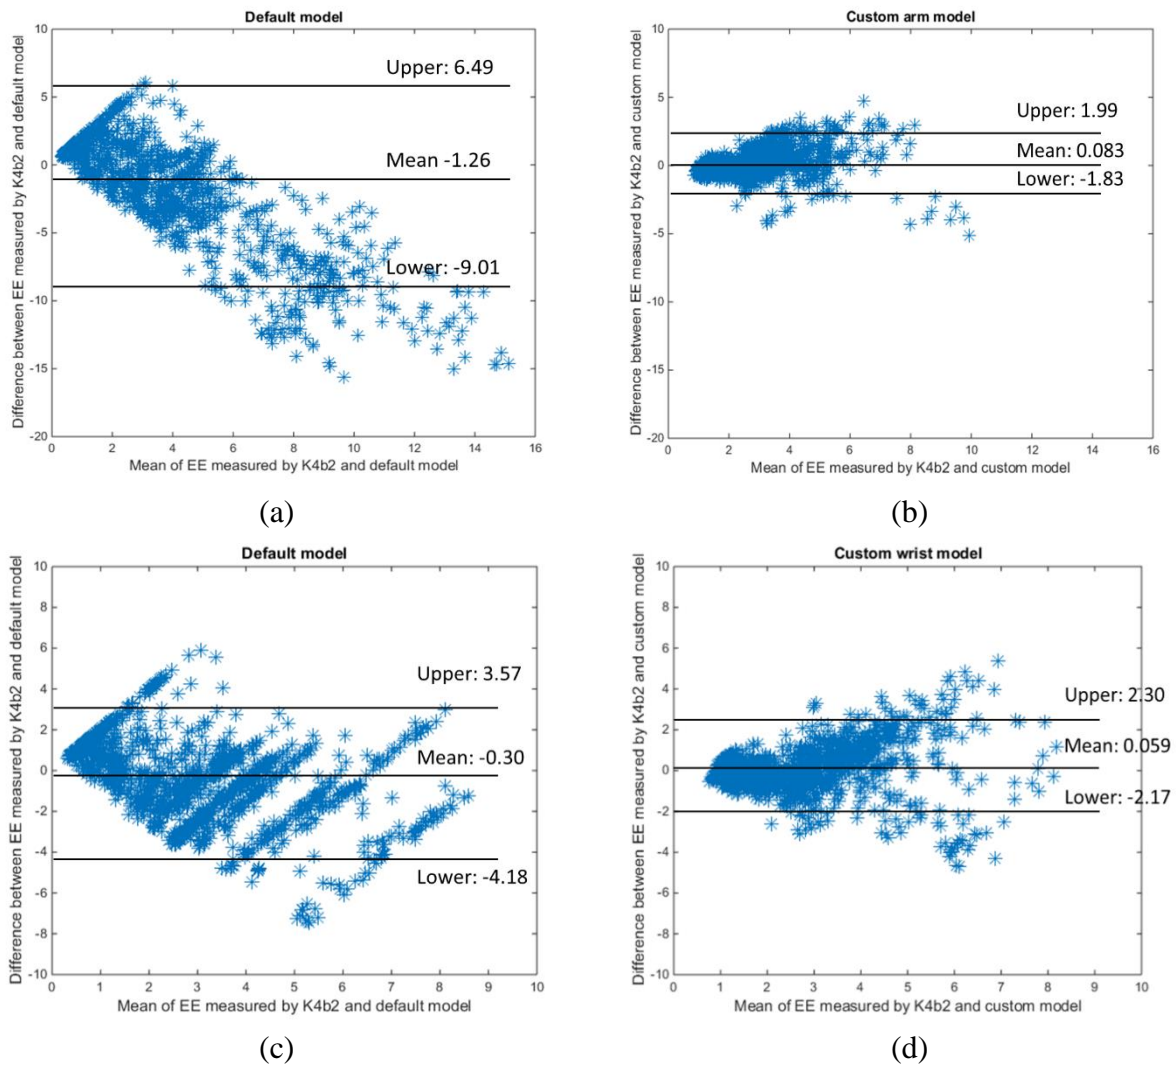 Default model
Difference between EE measured by K4b2 and default model
10
5
0
-5
-10
-15
-20
Upper: 6.49
Mean -1.26
Lower: -9.01
0 2 4 6 8 10 12 14 16
Mean of EE measured by K4b2 and default model
(a)
Custom arm model
Difference between EE measured by K4b2 and custom model
10
5
0
-5
-10
-15
-20
Upper: 1.99
Mean: 0.083
Lower: -1.83
0 2 4 6 8 10 12 14 16
Mean of EE measured by K4b2 and custom model
(b)
Default model
Difference between EE measured by K4b2 and default model
10
8
6
4
2
0
-2
-4
-6
-8
-10
Upper: 3.57
Mean: -0.30
Lower: -4.18
0 1 2 3 4 5 6 7 8 9 10
Mean of EE measured by K4b2 and default model
(c)
Custom wrist model
Difference between EE measured by K4b2 and custom model
10
8
6
4
2
0
-2
-4
-6
-8
-10
Upper: 2.30
Mean: 0.059
Lower: -2.17
0 1 2 3 4 5 6 7 8 9 10
Mean of EE measured by K4b2 and custom model
(d)